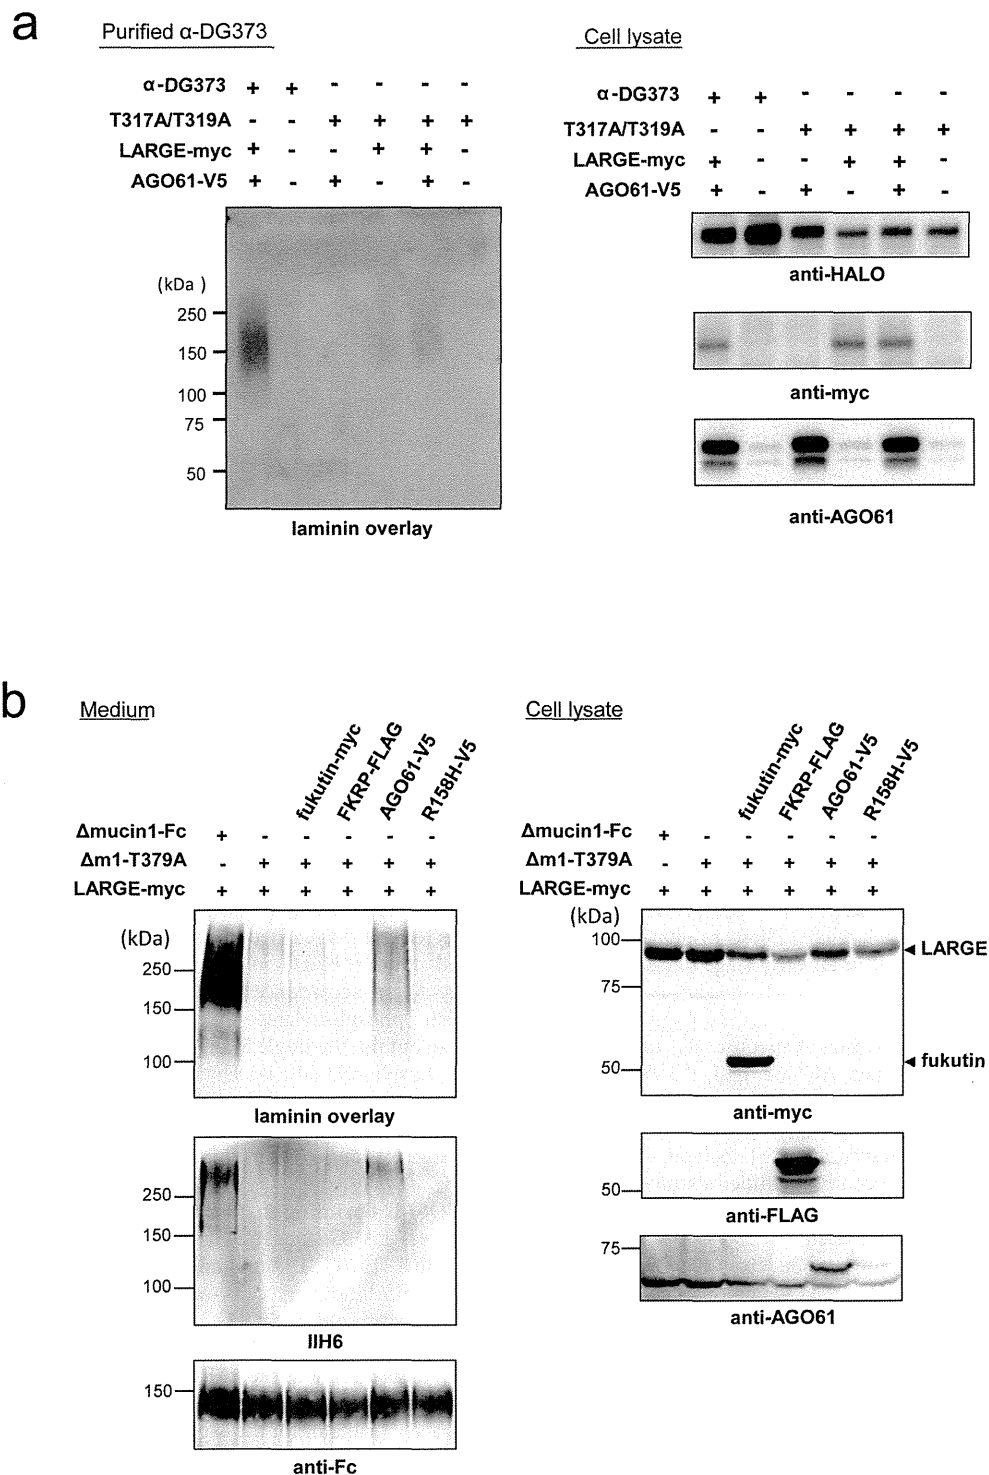 a
Purified α-DG373
α-DG373 + + - - - -
T317A/T319A - - + + + +
LARGE-myc + - - + + -
AGO61-V5 + - + - + -
(kDa )
250
150
100
75
50
laminin overlay
Cell lysate
α-DG373 + + - - - -
T317A/T319A - - + + + +
LARGE-myc + - - + + -
AGO61-V5 + - + - + -
anti-HALO
anti-myc
anti-AGO61
b
Medium
fukutin-myc
FKRP-FLAG
AGO61-V5
R158H-V5
Δmucin1-Fc + - - - - -
Δm1-T379A - + + + + +
LARGE-myc + + + + + +
(kDa)
250
150
100
laminin overlay
250
150
100
IIH6
150
anti-Fc
Cell lysate
fukutin-myc
FKRP-FLAG
AGO61-V5
R158H-V5
Δmucin1-Fc + - - - - -
Δm1-T379A - + + + + +
LARGE-myc + + + + + +
(kDa)
100
75
50
LARGE
fukutin
anti-myc
50
anti-FLAG
75
anti-AGO61